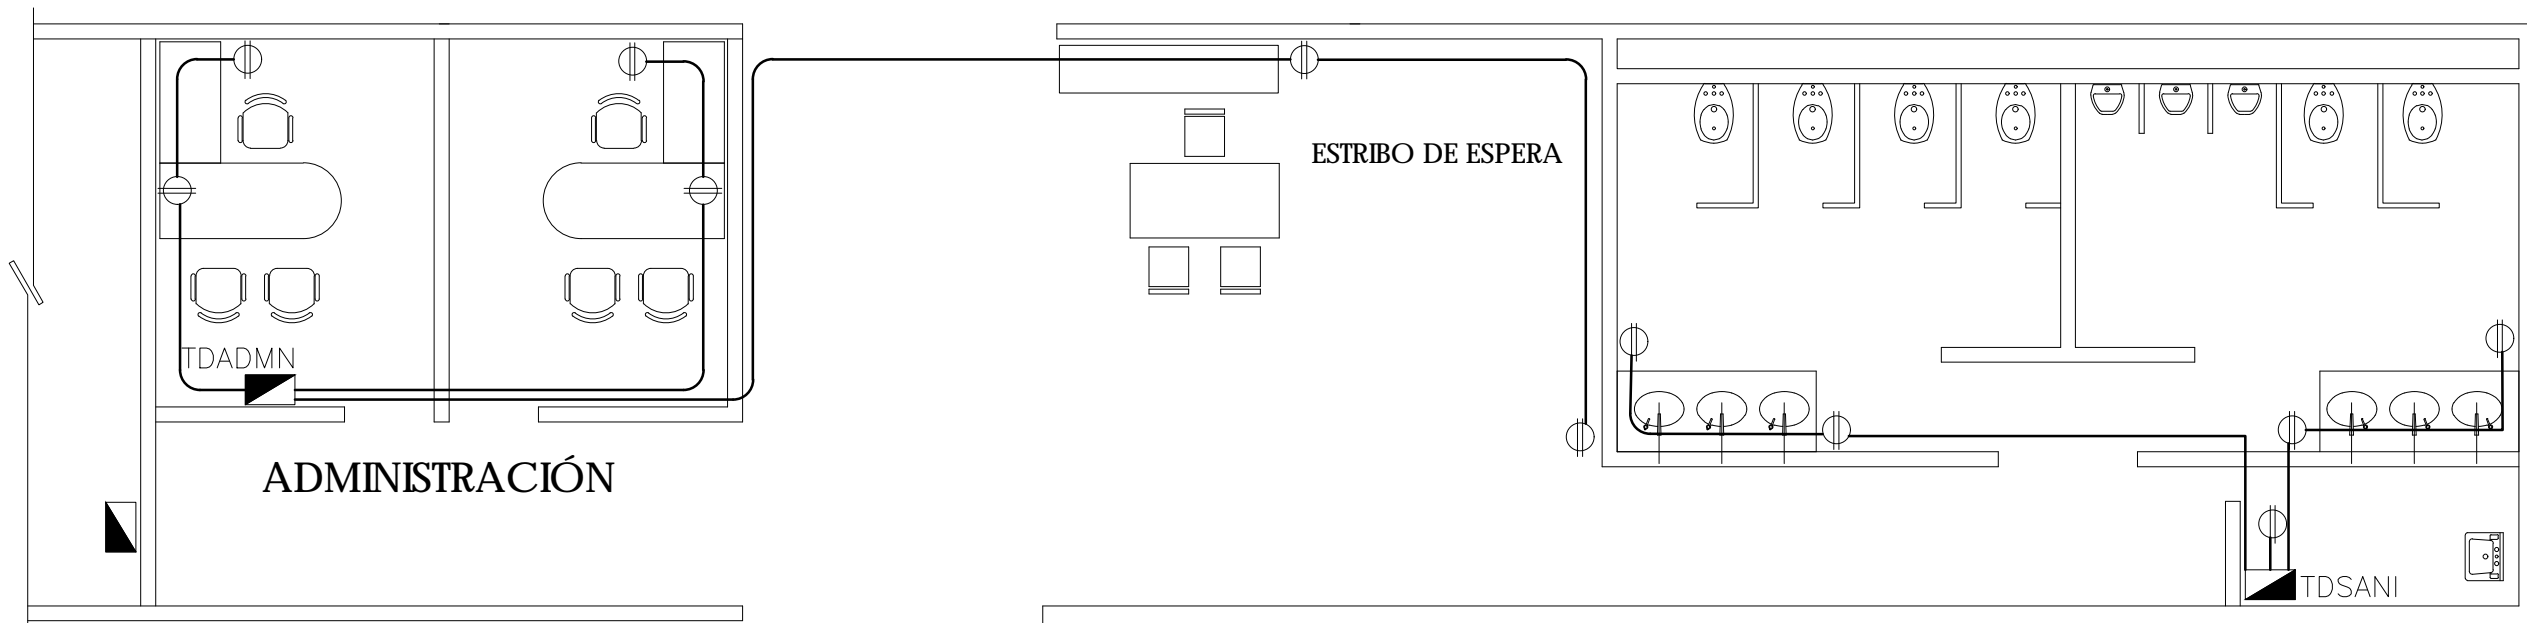 ESTRIBO DE ESPERA
TDADMN
ADMINISTRACIÓN
TDSANI